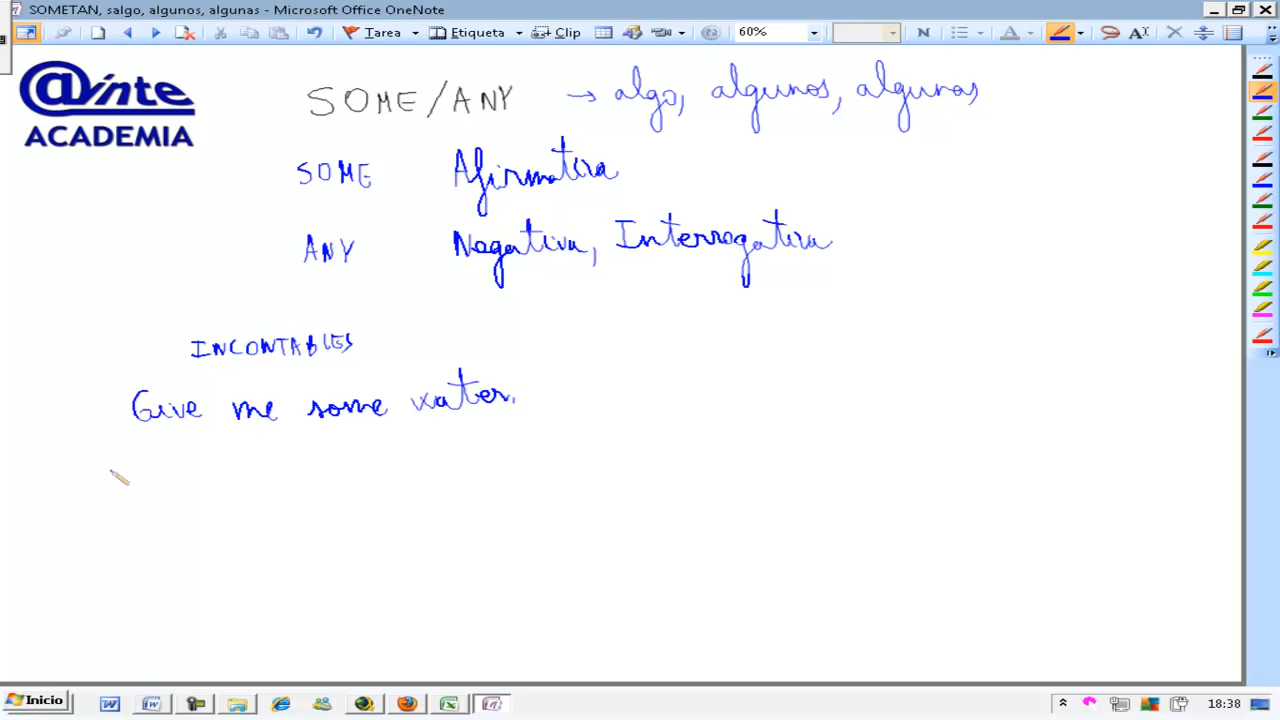 SOMETAN, salgo, algunos, algunas - Microsoft Office OneNote
Tarea Etiqueta Clip 60% N A
@inte
ACADEMIA
SOME/ANY → algo, algunos, algunas
SOME Afirmativa
ANY Negativa, Interrogativa
INCONTABLES
Give me some water.
Inicio 18:38